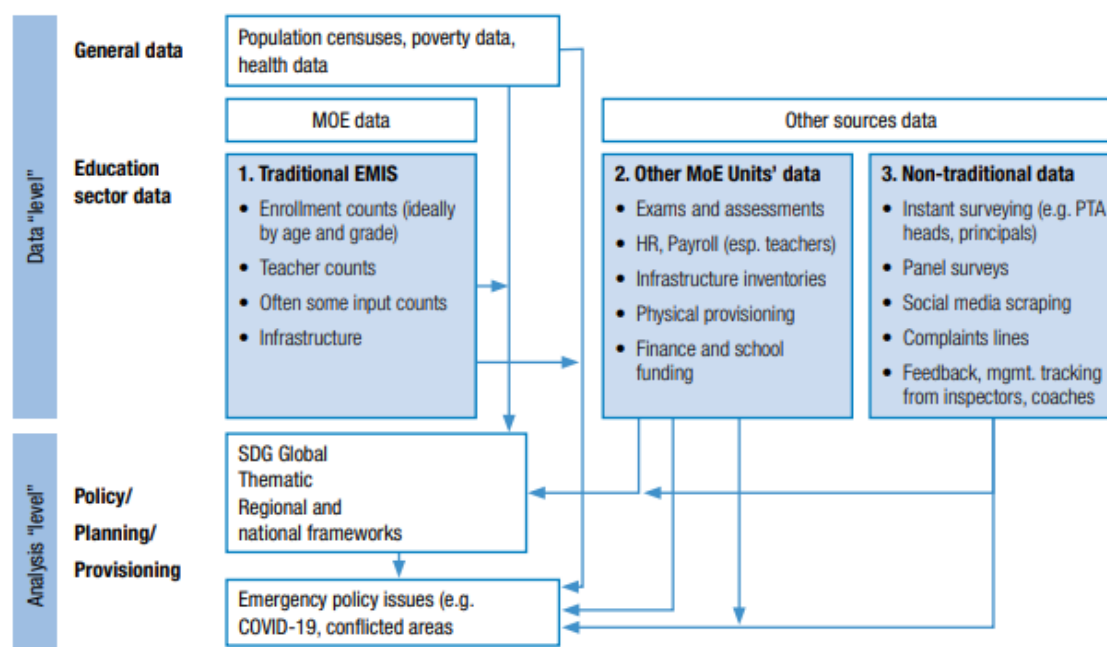 Data “level”
General data
Population censuses, poverty data,
health data
MOE data
Other sources data
Education
sector data
1. Traditional EMIS
• Enrollment counts (ideally
by age and grade)
• Teacher counts
• Often some input counts
• Infrastructure
2. Other MoE Units’ data
• Exams and assessments
• HR, Payroll (esp. teachers)
• Infrastructure inventories
• Physical provisioning
• Finance and school
funding
3. Non-traditional data
• Instant surveying (e.g. PTA
heads, principals)
• Panel surveys
• Social media scraping
• Complaints lines
• Feedback, mgmt. tracking
from inspectors, coaches
Analysis “level”
Policy/
Planning/
Provisioning
SDG Global
Thematic
Regional and
national frameworks
Emergency policy issues (e.g.
COVID-19, conflicted areas